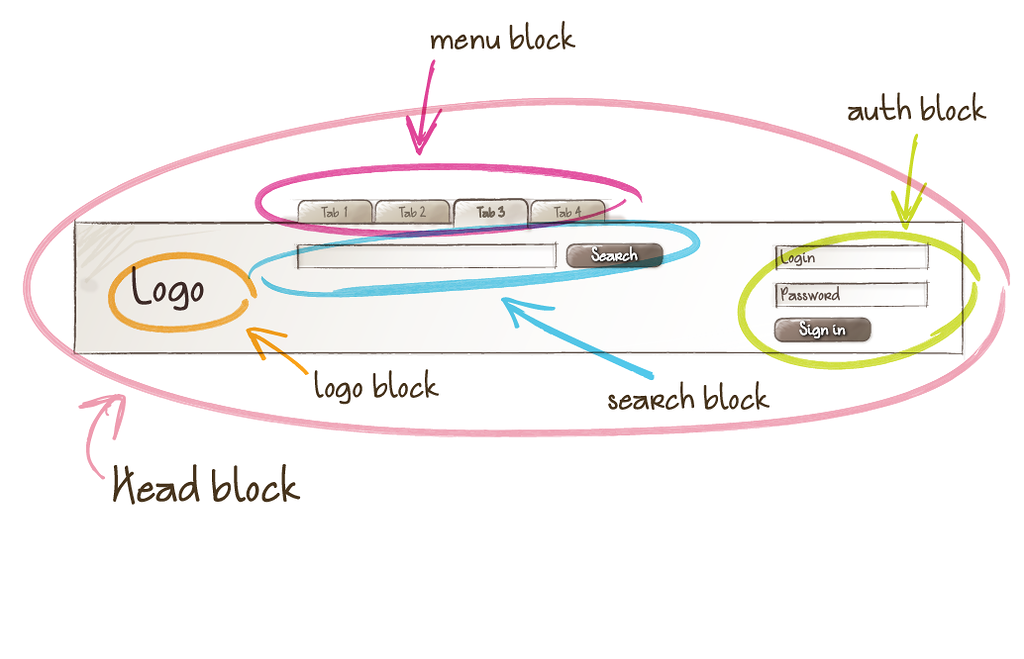 menu block
auth block
Tab 1
Tab 2
Tab 3
Tab 4
Search
Login
Logo
Password
Sign in
logo block
search block
Head block